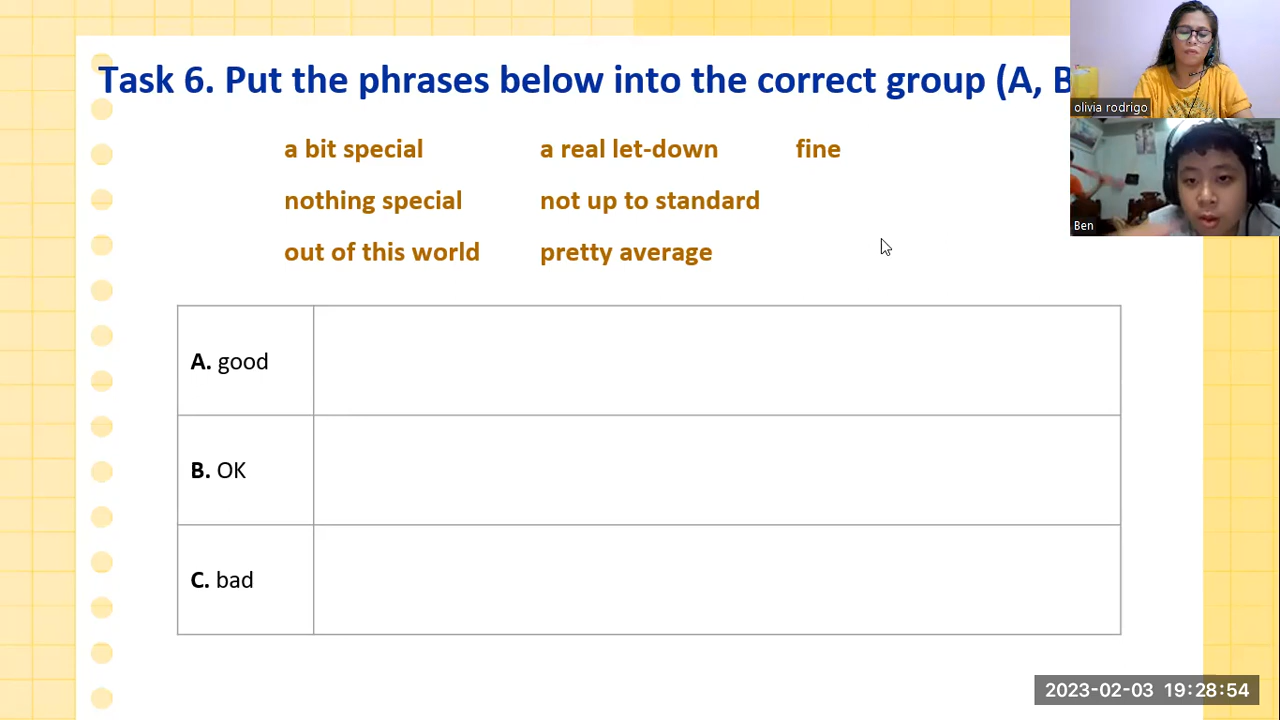 Task 6. Put the phrases below into the correct group (A, B
olivia rodrigo
a bit special a real let-down fine
nothing special not up to standard
Ben
out of this world pretty average
A. good
B. OK
C. bad
2023-02-03 19:28:54